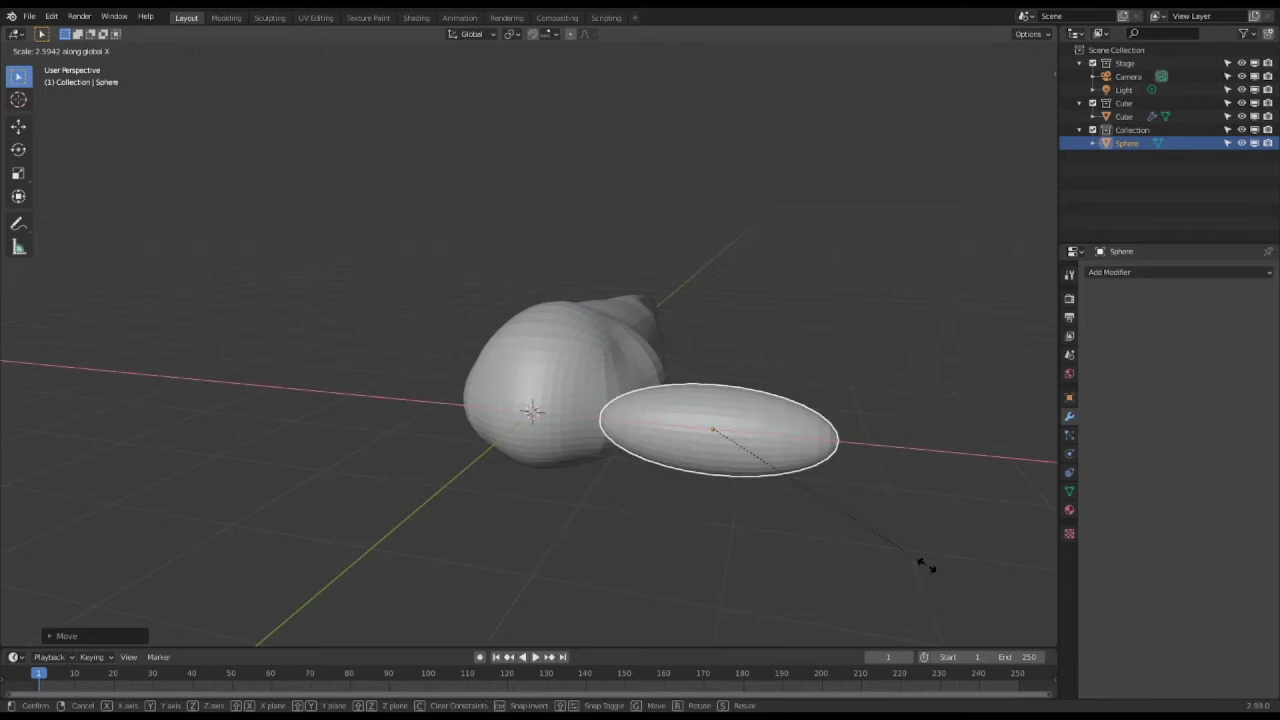 File Edit Render Window Help Layout Modeling Sculpting UV Editing Texture Paint Shading Animation Rendering Compositing Scripting + Scene View Layer
Global Options
Scale: 2.5942 along global X
User Perspective
(1) Collection | Sphere
Scene Collection
Stage
Camera
Light
Cube
Cube
Collection
Sphere
Sphere
Add Modifier
Move
Playback Keying View Marker 1 Start 1 End 250
1 10 20 30 40 50 60 70 80 90 100 110 120 130 140 150 160 170 180 190 200 210 220 230 240 250
Confirm Cancel X X axis Y Y axis Z Z axis X X plane Y Y plane Z Z plane C Clear Constraints Snap Invert Snap Toggle G Move R Rotate S Resize 2.90.0